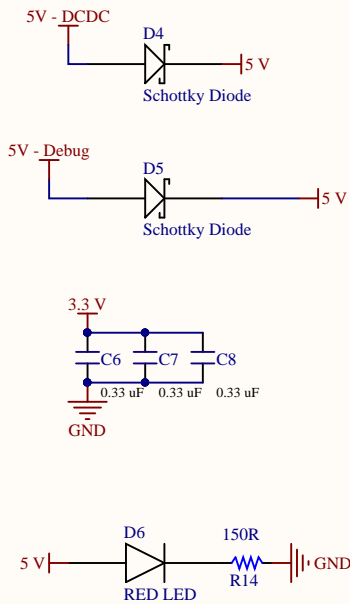 5V - DCDC
D4
5 V
Schottky Diode
5V - Debug
D5
5 V
Schottky Diode
3.3 V
C6 C7 C8
0.33 uF 0.33 uF 0.33 uF
GND
D6 150R
5 V GND
RED LED R14